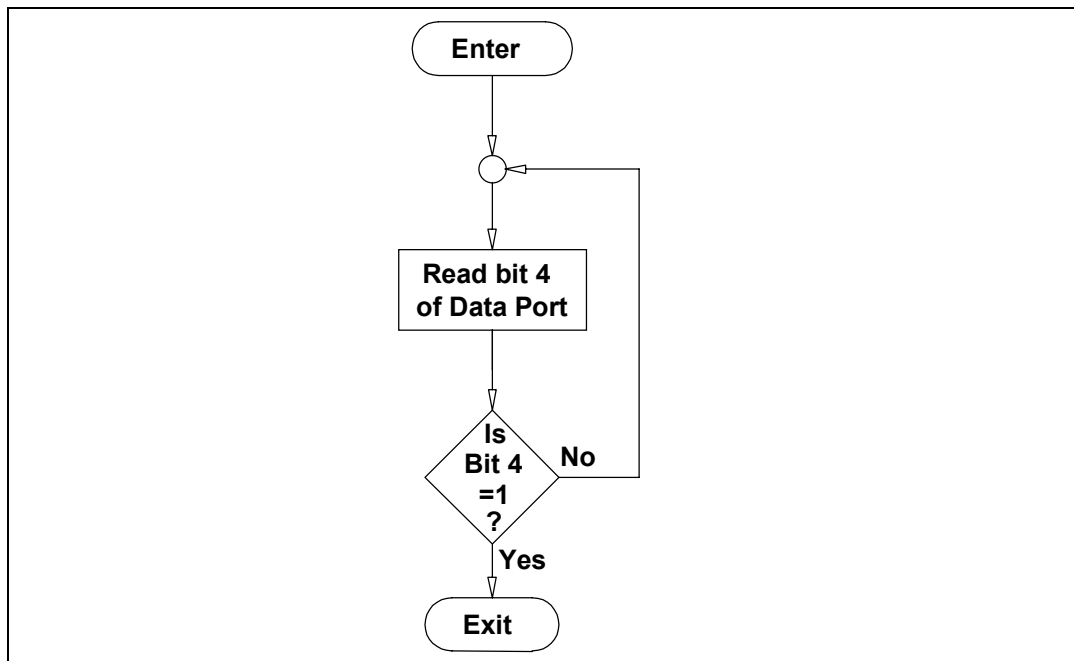 Enter
Read bit 4
of Data Port
Is
Bit 4
=1
?
No
Yes
Exit